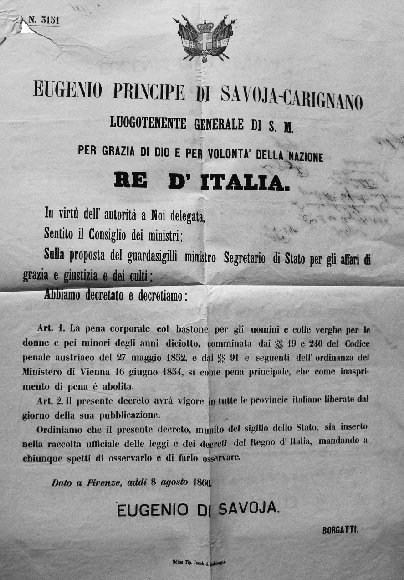 N. 3151
EUGENIO PRINCIPE DI SAVOJA-CARIGNANO
LUOGOTENENTE GENERALE DI S. M.
PER GRAZIA DI DIO E PER VOLONTA' DELLA NAZIONE
RE D' ITALIA.
In virtù dell' autorità a Noi delegata,
Sentito il Consiglio dei ministri;
Sulla proposta del guardasigilli ministro Segretario di Stato per gli affari di
grazia e giustizia e dei culti;
Abbiamo decretato e decretiamo:
Art. 1. La pena corporale col bastone per gli uomini e colle verghe per le
donne e pei minori degli anni diciotto, comminata dai §§ 19 e 248 del Codice
penale austriaco del 27 maggio 1852, e dai §§ 91 e seguenti dell'ordinanza del
Ministero di Vienna 16 giugno 1854, sì come pena principale, che come inaspri-
mento di pena è abolita.
Art. 2. Il presente decreto avrà vigore in tutte le provincie italiane liberate dal
giorno della sua pubblicazione.
Ordiniamo che il presente decreto, munito del sigillo dello Stato, sia inserto
nella raccolta ufficiale delle leggi e dei decreti del Regno d' Italia, mandando a
chiunque spetti di osservarlo e di farlo osservare.
Dato a Firenze, addì 8 agosto 1866
EUGENIO DI SAVOJA.
BORGATTI.